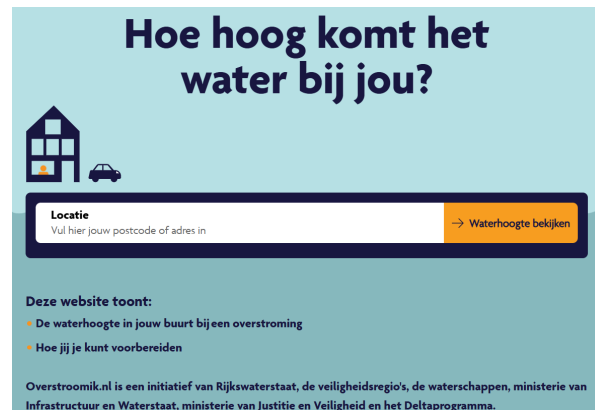 Hoe hoog komt het
water bij jou?
Locatie
Vul hier jouw postcode of adres in
→ Waterhoogte bekijken
Deze website toont:
• De waterhoogte in jouw buurt bij een overstroming
• Hoe jij je kunt voorbereiden
Overstroomik.nl is een initiatief van Rijkswaterstaat, de veiligheidsregio's, de waterschappen, ministerie van
Infrastructuur en Waterstaat, ministerie van Justitie en Veiligheid en het Deltaprogramma.